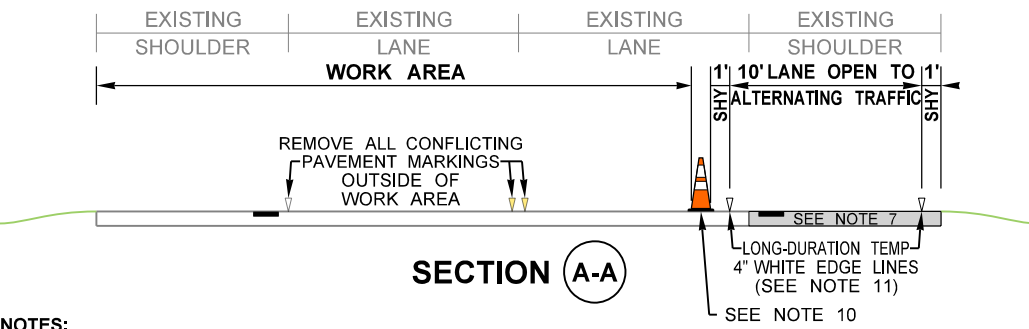 EXISTING EXISTING EXISTING EXISTING
SHOULDER LANE LANE SHOULDER
WORK AREA
1' 10' LANE OPEN TO 1'
SHY ALTERNATING TRAFFIC SHY
REMOVE ALL CONFLICTING
PAVEMENT MARKINGS
OUTSIDE OF
WORK AREA
SEE NOTE 7
LONG-DURATION TEMP
4" WHITE EDGE LINES
(SEE NOTE 11)
SECTION A-A
SEE NOTE 10
NOTES: